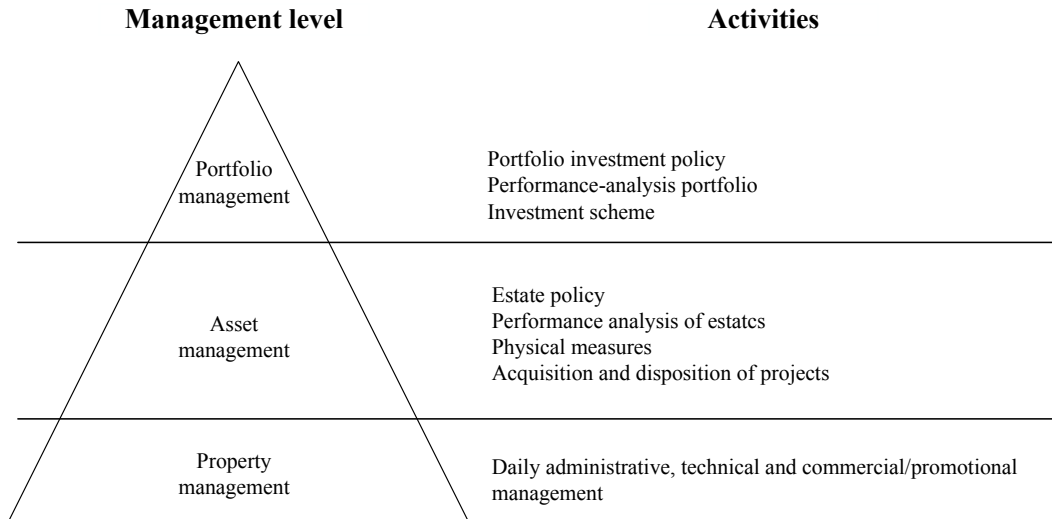 Management level
Activities
Portfolio
management
Portfolio investment policy
Performance-analysis portfolio
Investment scheme
Asset
management
Estate policy
Performance analysis of estatcs
Physical measures
Acquisition and disposition of projects
Property
management
Daily administrative, technical and commercial/promotional
management